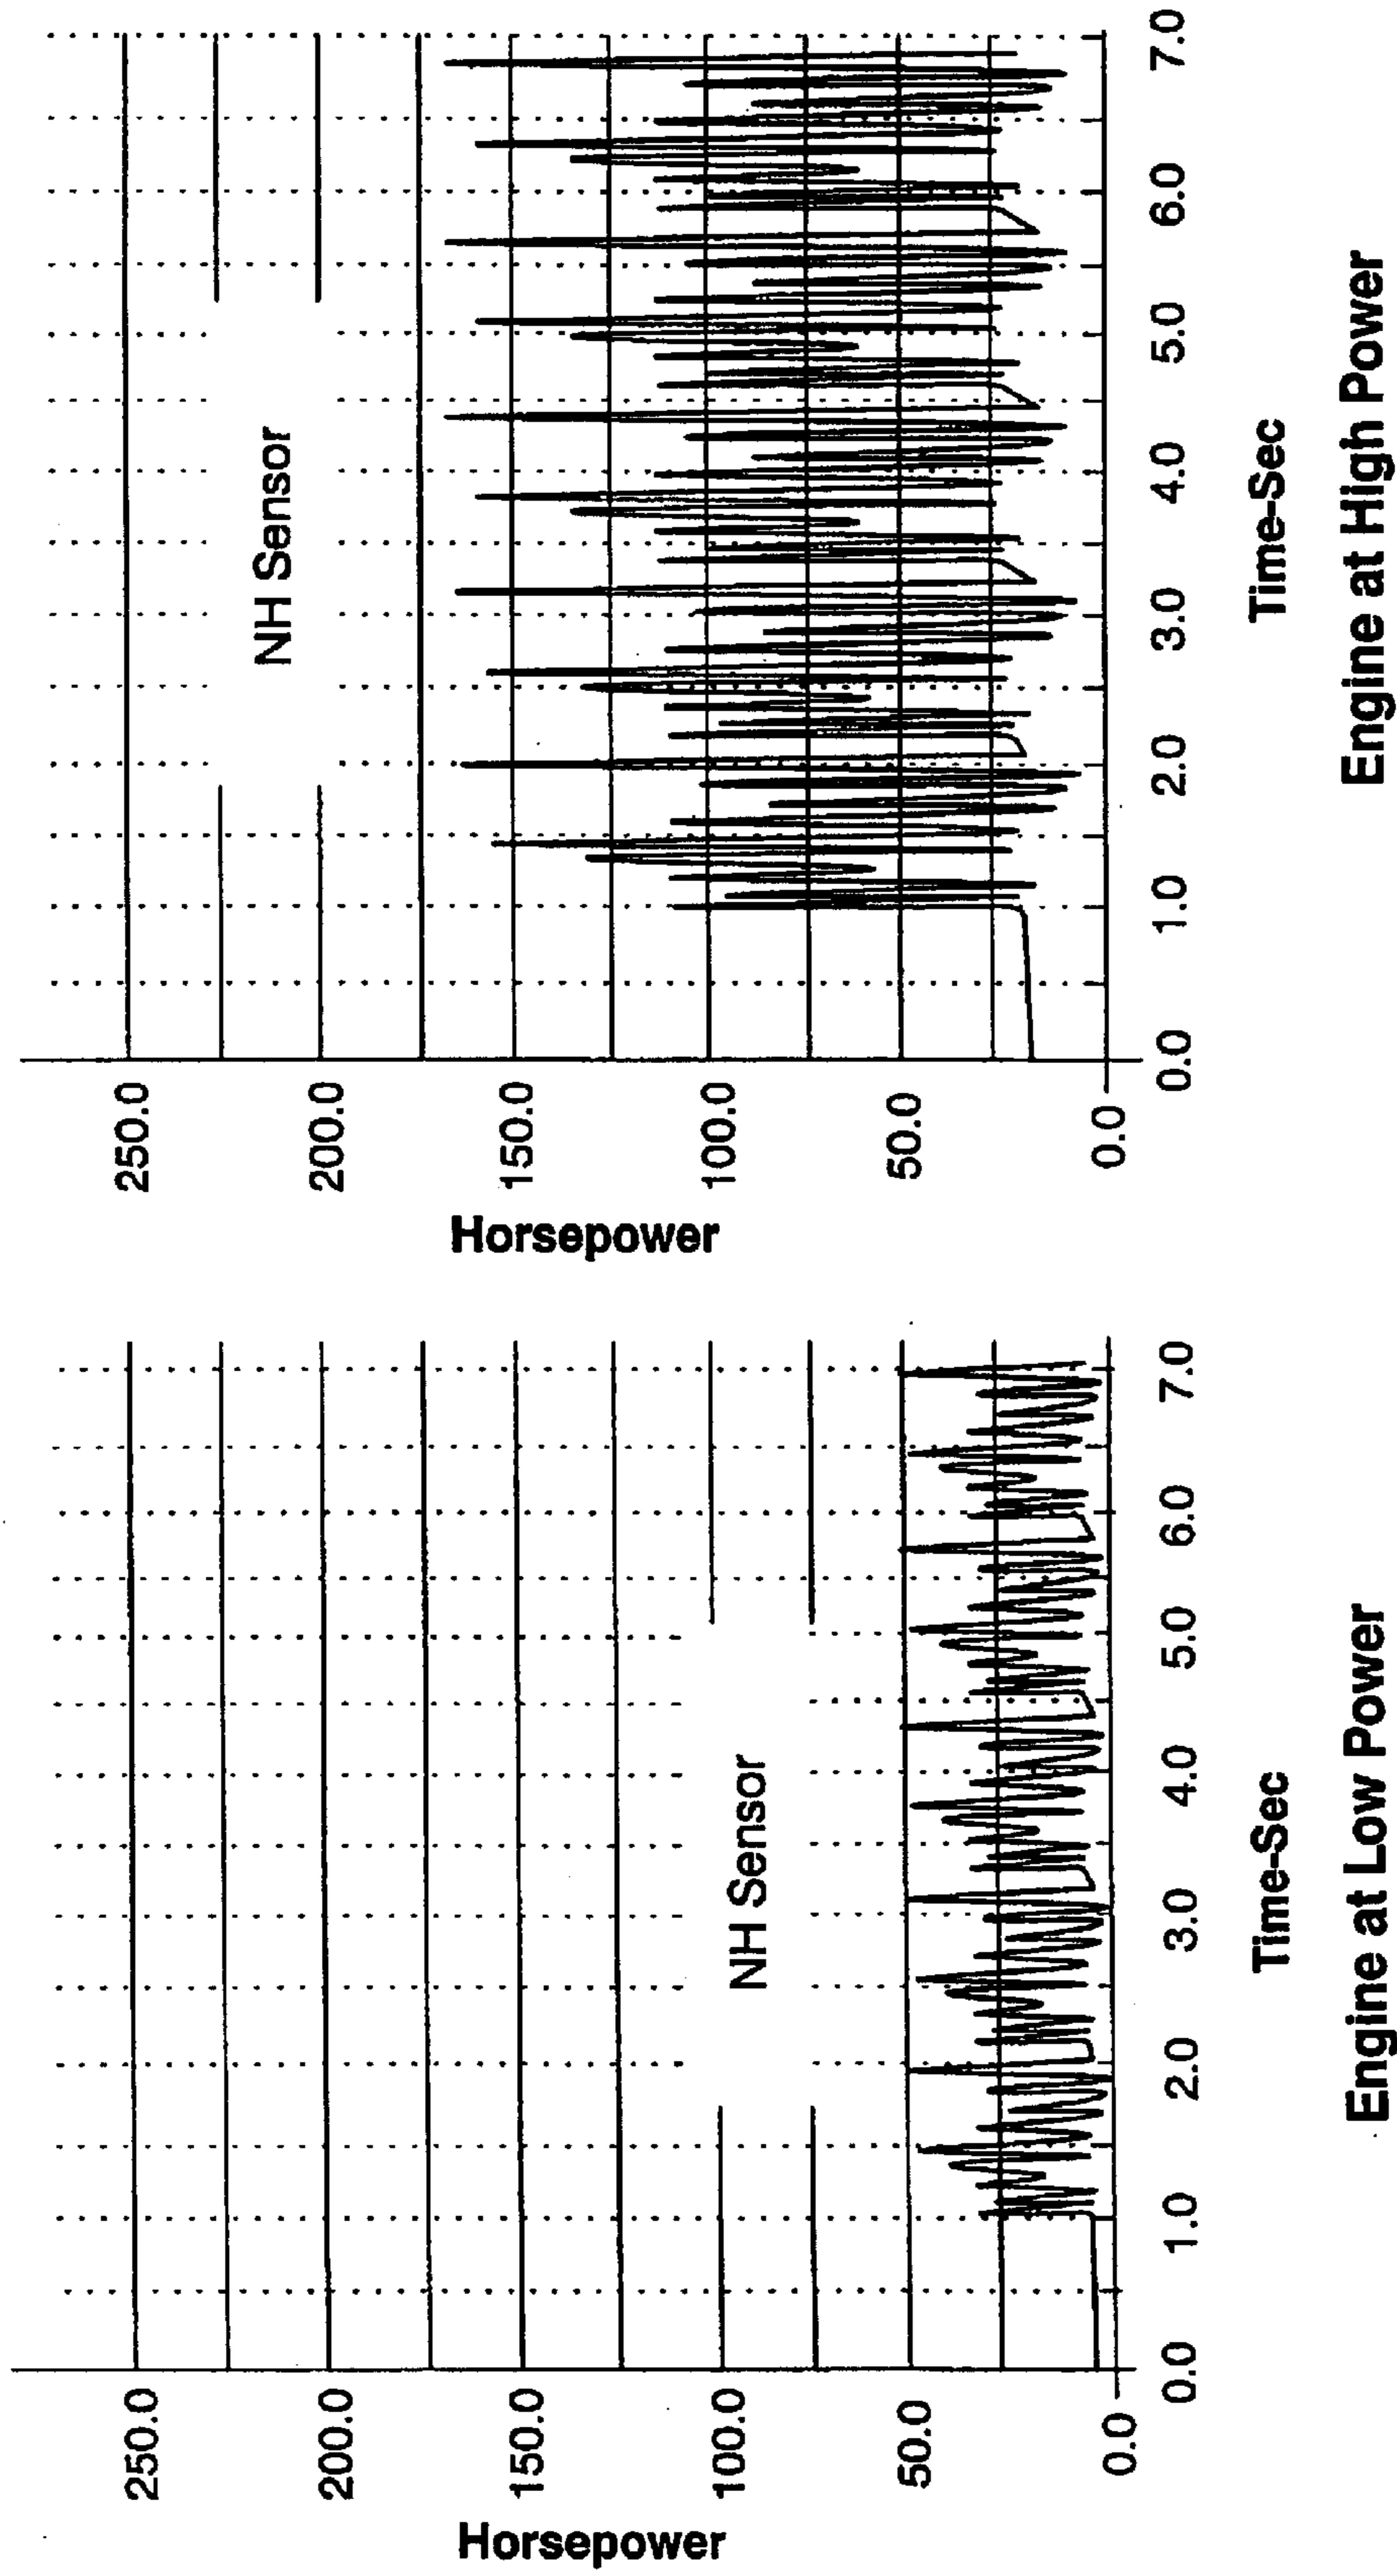 Horsepower
250.0
200.0
150.0
100.0
50.0
0.0
NH Sensor
0.0 1.0 2.0 3.0 4.0 5.0 6.0 7.0
Time-Sec
Engine at Low Power
Horsepower
250.0
200.0
150.0
100.0
50.0
0.0
NH Sensor
0.0 1.0 2.0 3.0 4.0 5.0 6.0 7.0
Time-Sec
Engine at High Power